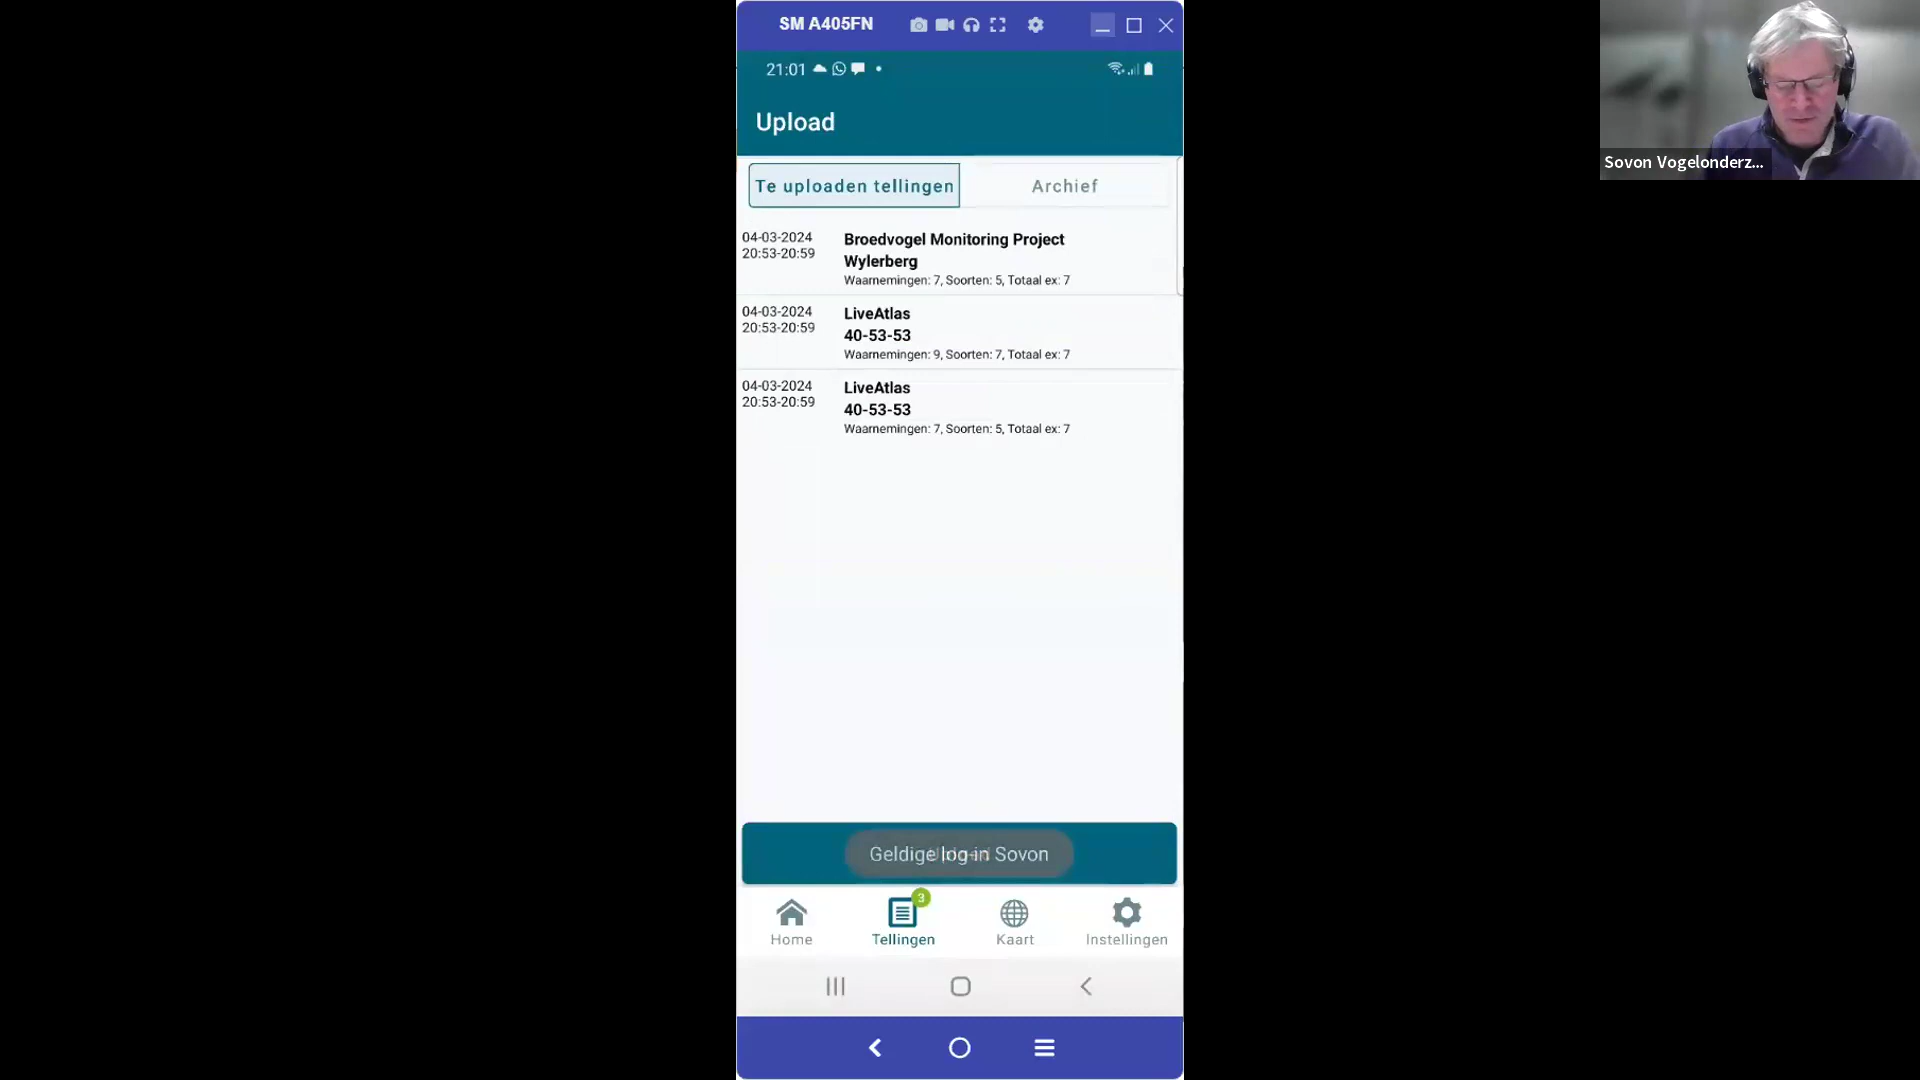 SM A405FN
21:01
Upload
Te uploaden tellingen
Archief
04-03-2024
20:53-20:59
Broedvogel Monitoring Project
Wylerberg
Waarnemingen: 7, Soorten: 5, Totaal ex: 7
04-03-2024
20:53-20:59
LiveAtlas
40-53-53
Waarnemingen: 9, Soorten: 7, Totaal ex: 7
04-03-2024
20:53-20:59
LiveAtlas
40-53-53
Waarnemingen: 7, Soorten: 5, Totaal ex: 7
Geldige log-in Sovon
3
Home
Tellingen
Kaart
Instellingen
Sovon Vogelonderz...